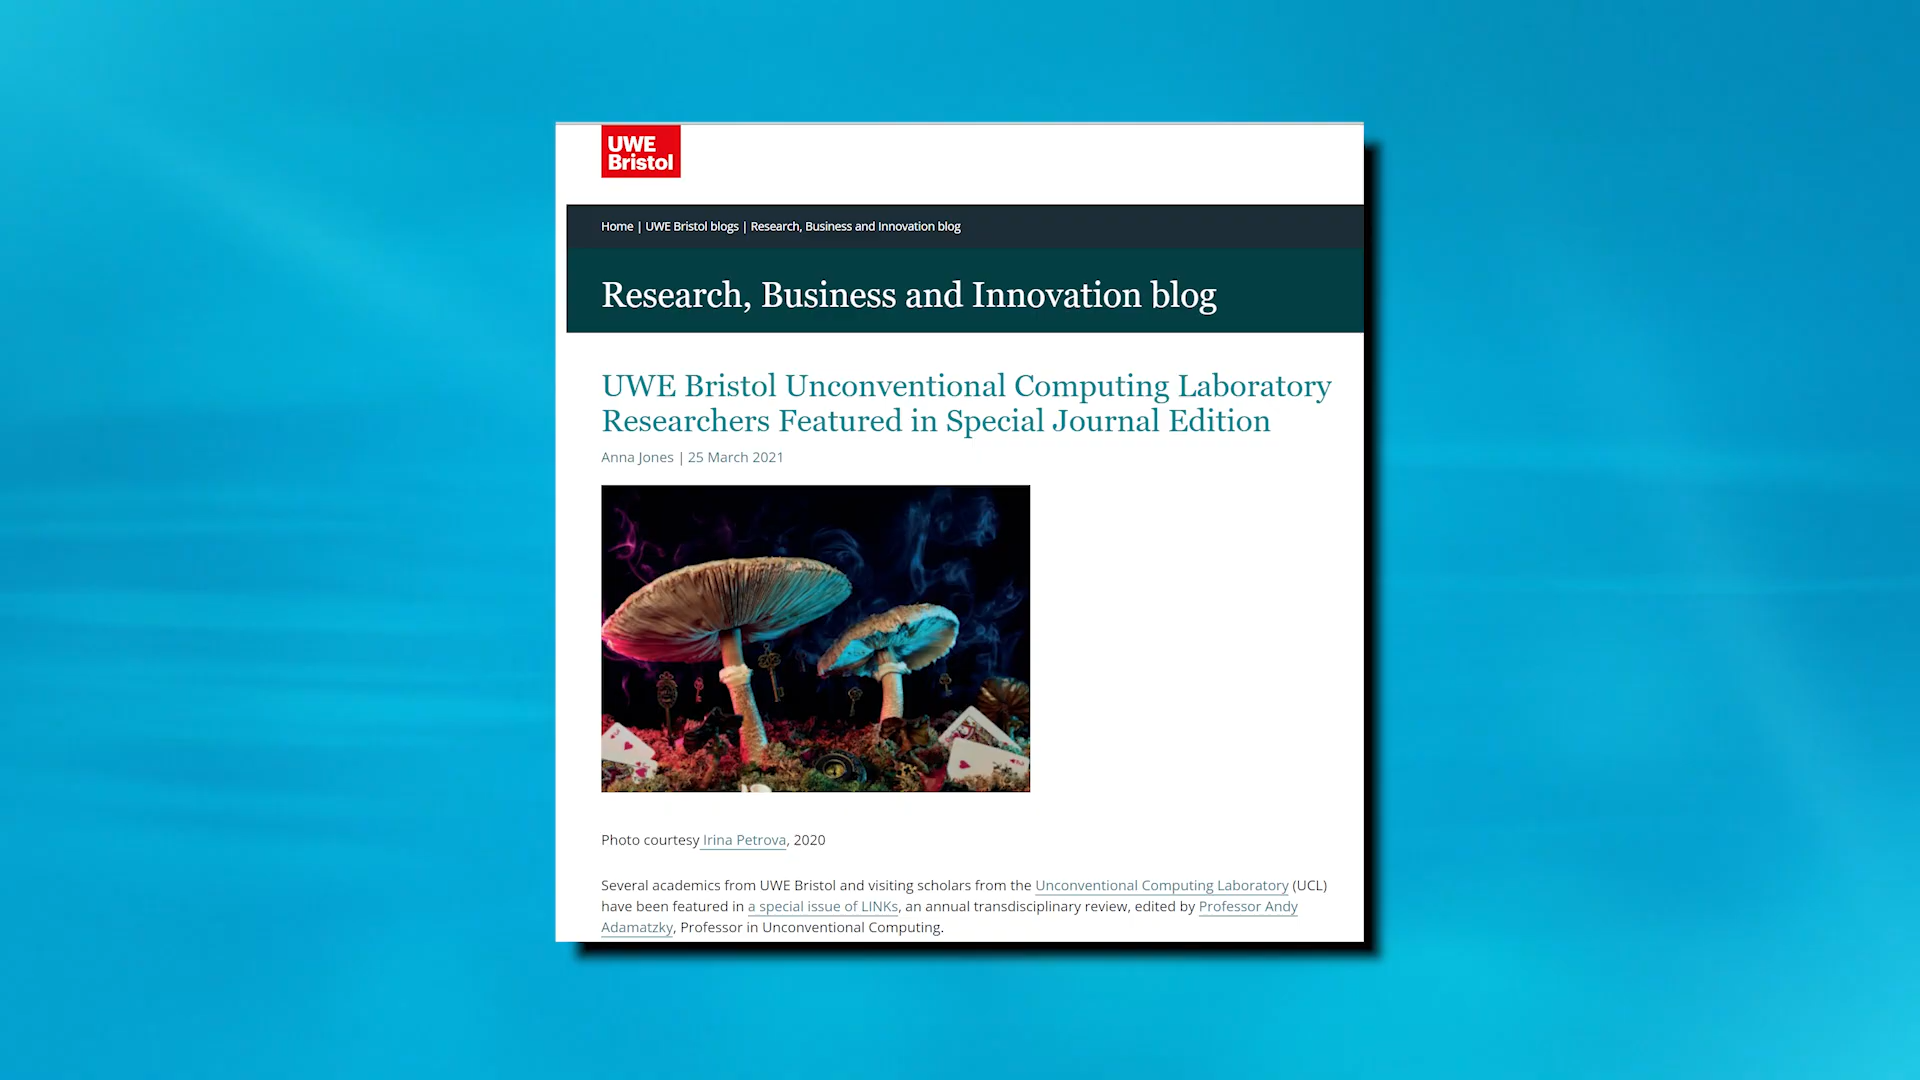 UWE
Bristol
Home | UWE Bristol blogs | Research, Business and Innovation blog
Research, Business and Innovation blog
UWE Bristol Unconventional Computing Laboratory
Researchers Featured in Special Journal Edition
Anna Jones | 25 March 2021
Photo courtesy Irina Petrova, 2020
Several academics from UWE Bristol and visiting scholars from the Unconventional Computing Laboratory (UCL)
have been featured in a special issue of LINKs, an annual transdisciplinary review, edited by Professor Andy
Adamatzky, Professor in Unconventional Computing.